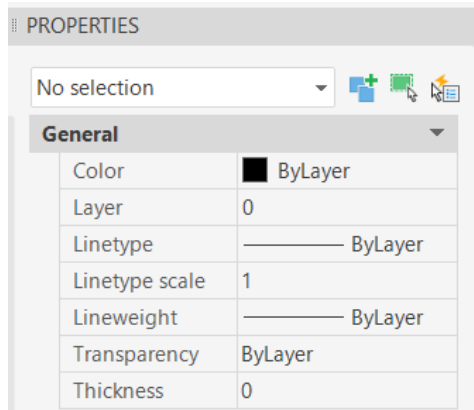 PROPERTIES
No selection
General
Color ByLayer
Layer 0
Linetype ByLayer
Linetype scale 1
Lineweight ByLayer
Transparency ByLayer
Thickness 0